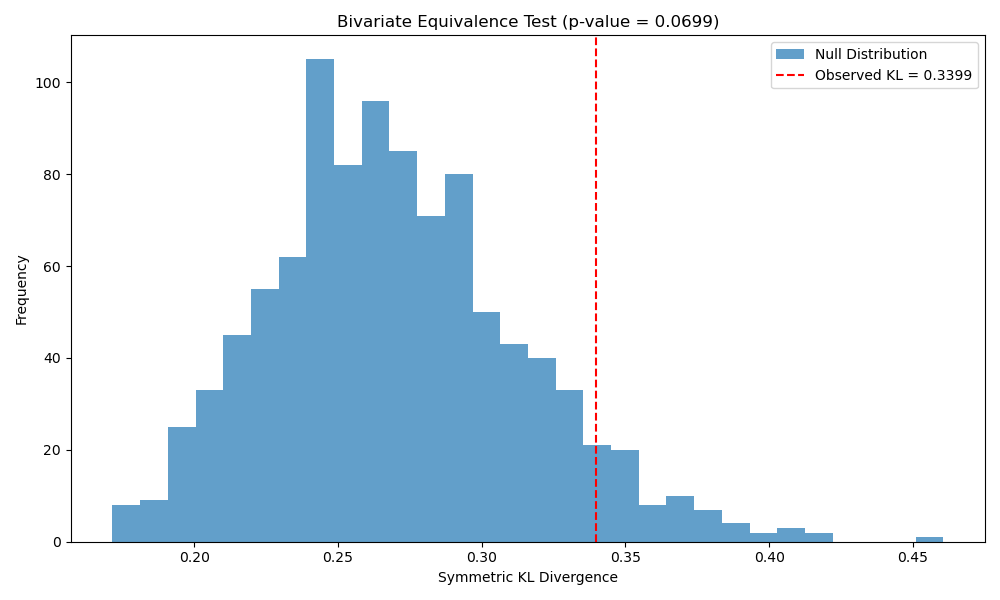 Bivariate Equivalence Test (p-value = 0.0699)
Null Distribution
Observed KL = 0.3399
100
80
60
40
20
0
Frequency
0.20 0.25 0.30 0.35 0.40 0.45
Symmetric KL Divergence